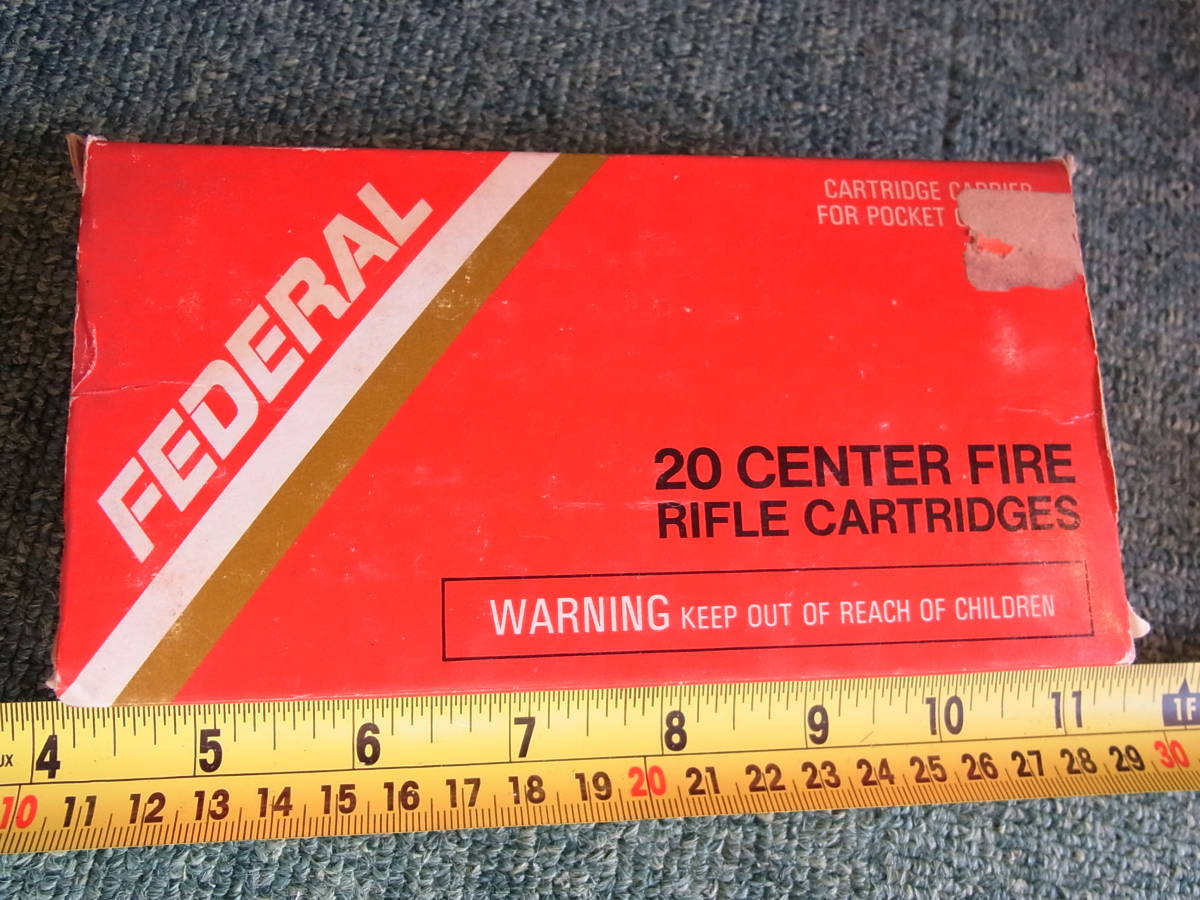 FEDERAL
CARTRIDGE CARRIER
FOR POCKET
20 CENTER FIRE
RIFLE CARTRIDGES
WARNING KEEP OUT OF REACH OF CHILDREN
4 5 6 7 8 9 10 11 1F
10 11 12 13 14 15 16 17 18 19 20 21 22 23 24 25 26 27 28 29 30